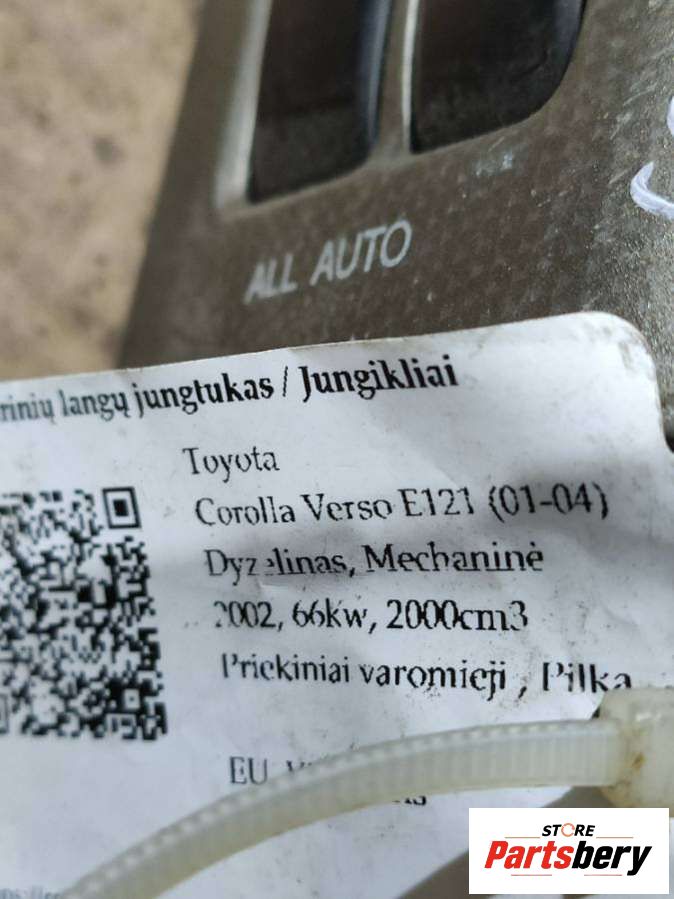 ALL AUTO
langų jungtukas / Jungikliai
Toyota
Corolla Verso E121 (01-04)
Dyzelinas, Mechaninė
2002, 66kw, 2000cm3
Priekiniai varomieji , Pilka
EU
STORE
Partsbery